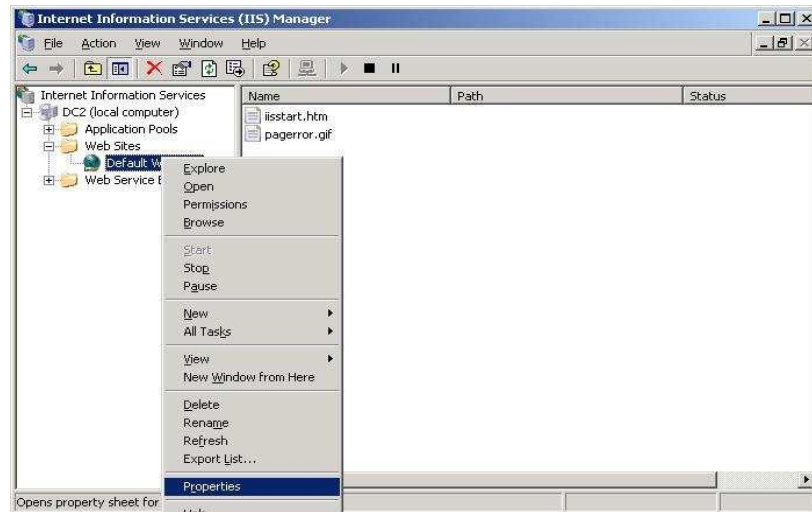 Internet Information Services (IIS) Manager
File Action View Window Help
Internet Information Services
DC2 (local computer)
Application Pools
Web Sites
Default W
Web Service E
Name Path Status
iisstart.htm
pagerror.gif
Explore
Open
Permissions
Browse
Start
Stop
Pause
New
All Tasks
View
New Window from Here
Delete
Rename
Refresh
Export List...
Properties
Opens property sheet for